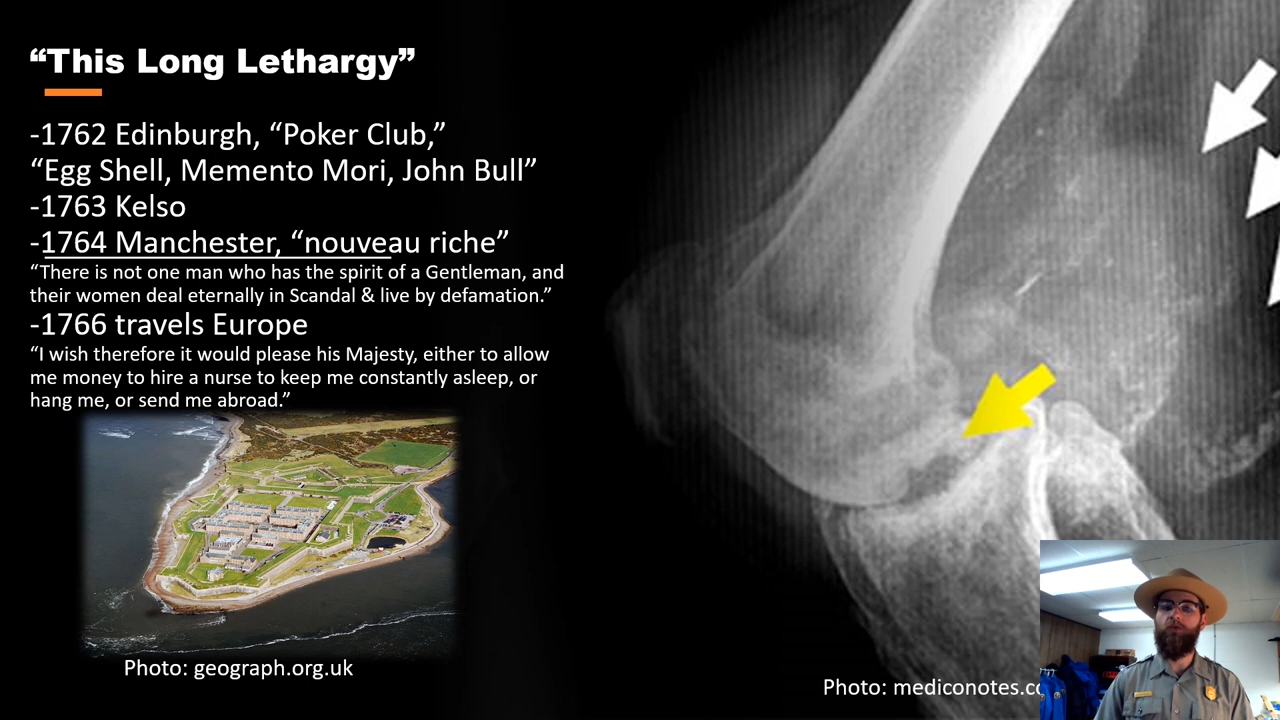 “This Long Lethargy”
-1762 Edinburgh, “Poker Club,”
“Egg Shell, Memento Mori, John Bull”
-1763 Kelso
-1764 Manchester, “nouveau riche”
“There is not one man who has the spirit of a Gentleman, and
their women deal eternally in Scandal & live by defamation.”
-1766 travels Europe
“I wish therefore it would please his Majesty, either to allow
me money to hire a nurse to keep me constantly asleep, or
hang me, or send me abroad.”
Photo: geograph.org.uk
Photo: mediconotes.co